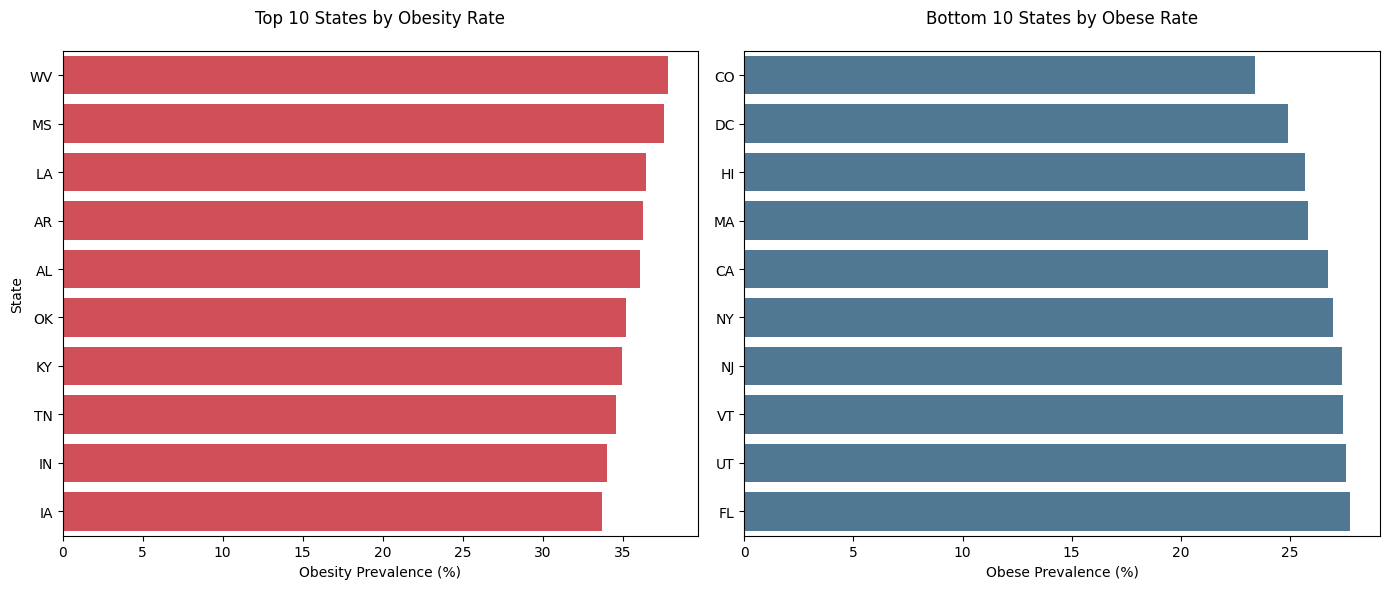 Top 10 States by Obesity Rate
State
WV
MS
LA
AR
AL
OK
KY
TN
IN
IA
0 5 10 15 20 25 30 35
Obesity Prevalence (%)
Bottom 10 States by Obese Rate
CO
DC
HI
MA
CA
NY
NJ
VT
UT
FL
0 5 10 15 20 25
Obese Prevalence (%)